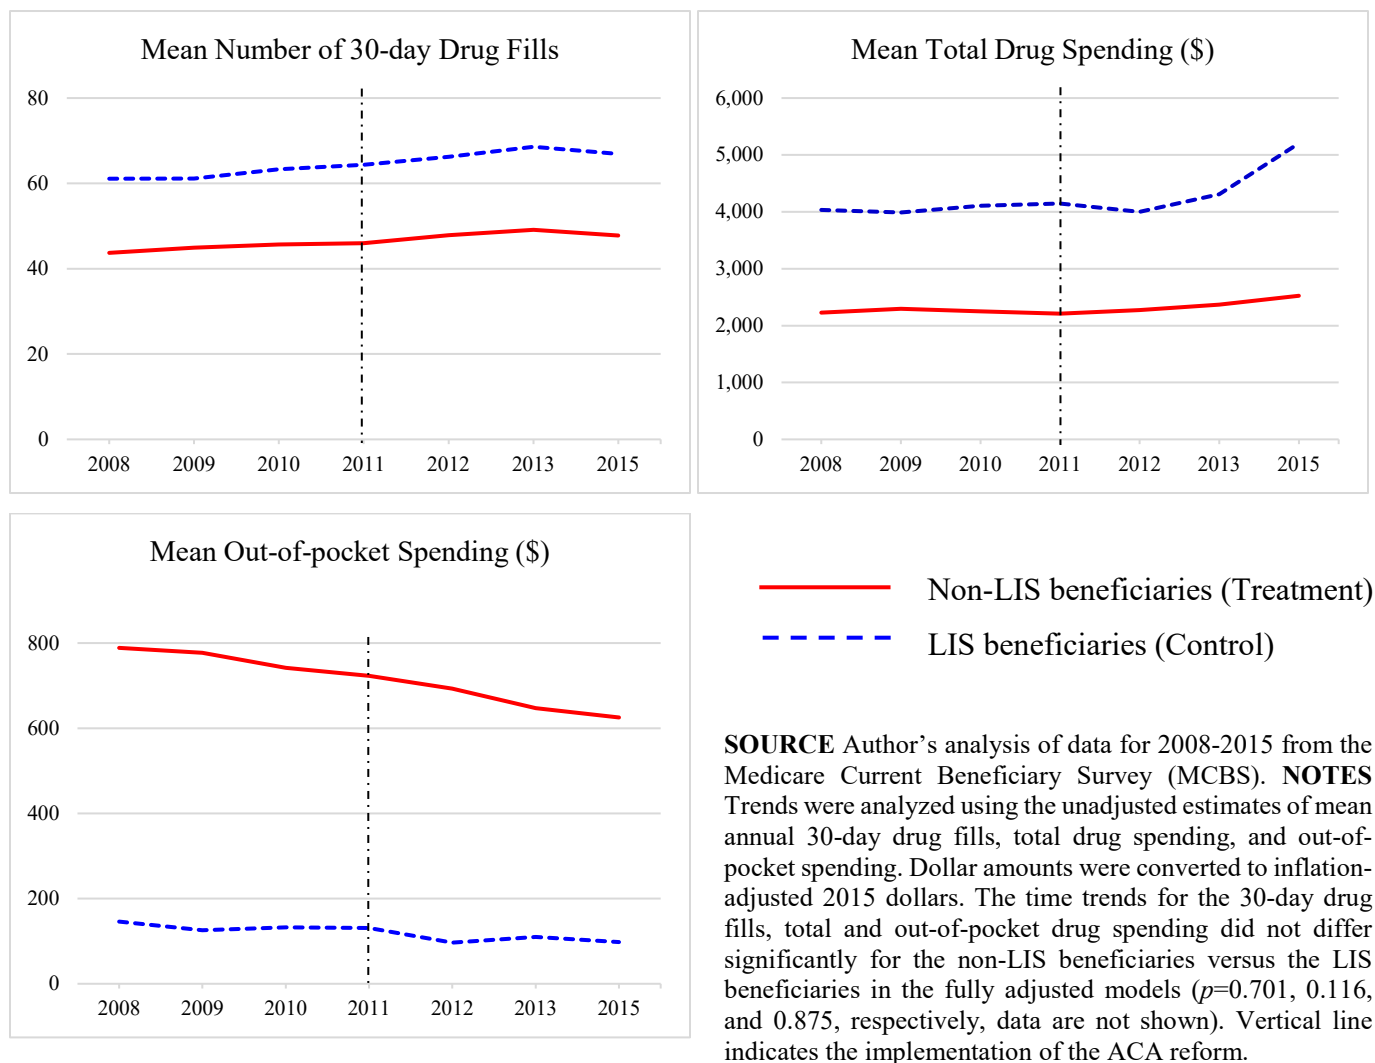 Mean Number of 30-day Drug Fills
80
60
40
20
0
2008 2009 2010 2011 2012 2013 2015
Mean Total Drug Spending ($)
6,000
5,000
4,000
3,000
2,000
1,000
0
2008 2009 2010 2011 2012 2013 2015
Mean Out-of-pocket Spending ($)
800
600
400
200
0
2008 2009 2010 2011 2012 2013 2015
Non-LIS beneficiaries (Treatment)
LIS beneficiaries (Control)
SOURCE Author's analysis of data for 2008-2015 from the
Medicare Current Beneficiary Survey (MCBS). NOTES
Trends were analyzed using the unadjusted estimates of mean
annual 30-day drug fills, total drug spending, and out-of-
pocket spending. Dollar amounts were converted to inflation-
adjusted 2015 dollars. The time trends for the 30-day drug
fills, total and out-of-pocket drug spending did not differ
significantly for the non-LIS beneficiaries versus the LIS
beneficiaries in the fully adjusted models (p=0.701, 0.116,
and 0.875, respectively, data are not shown). Vertical line
indicates the implementation of the ACA reform.